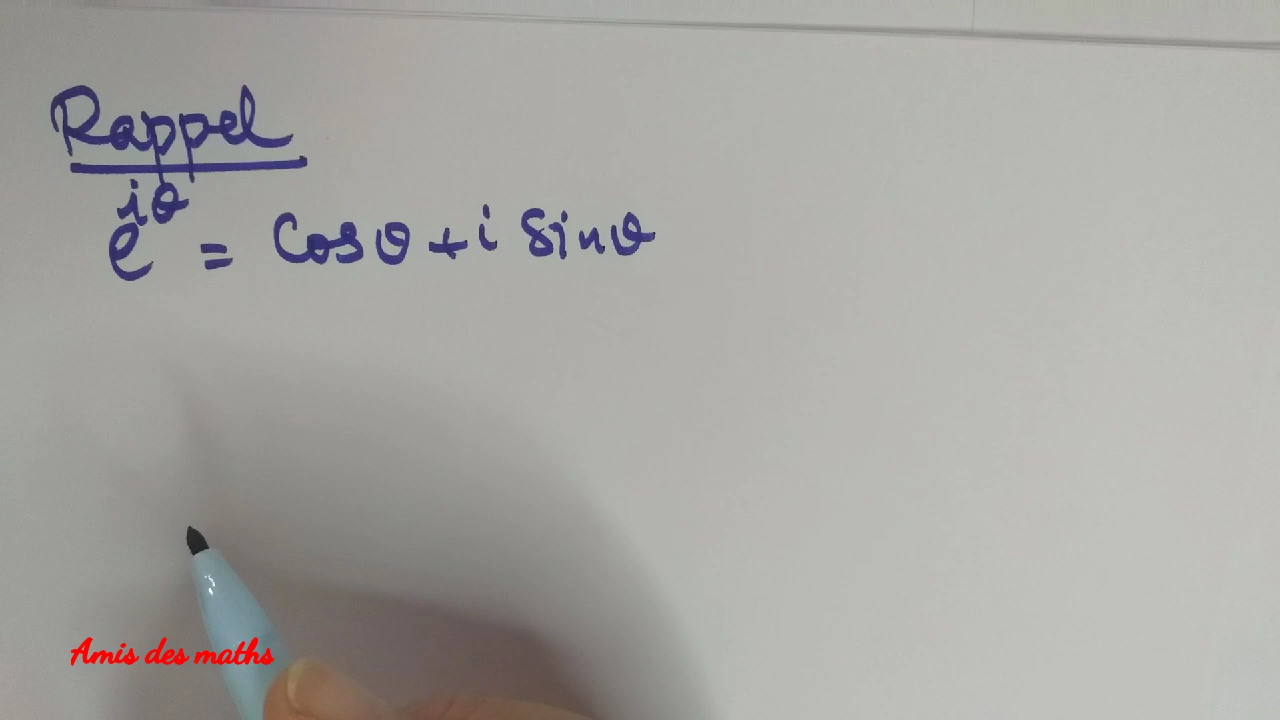 Rappel
e^{iθ} = Cosθ + i Sinθ
Amis des maths